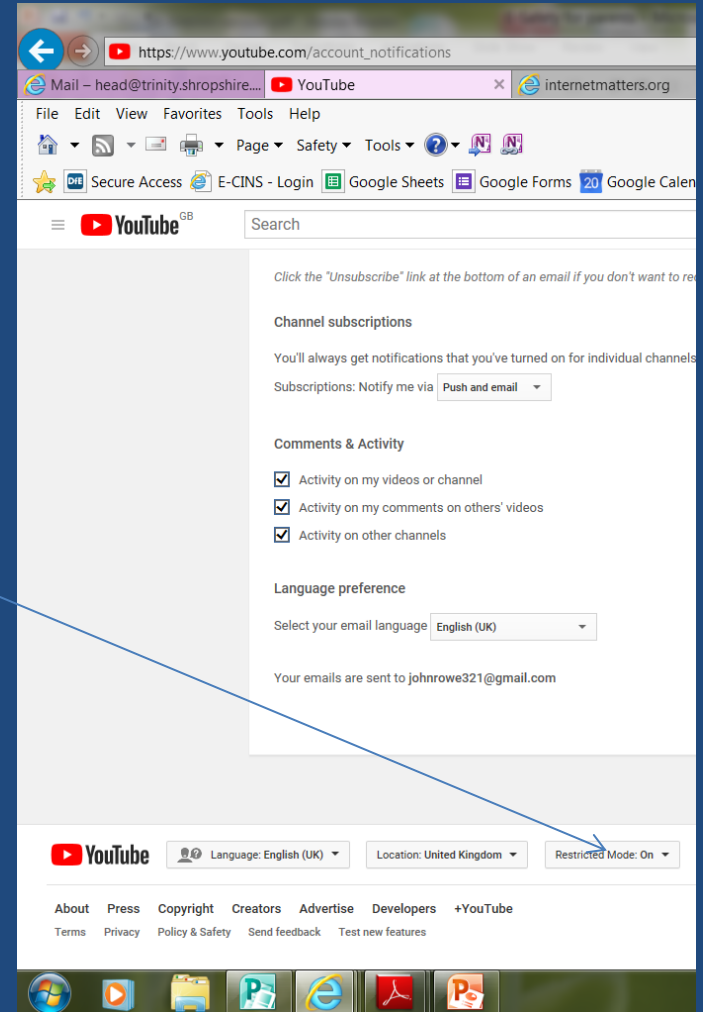 https://www.youtube.com/account_notifications
Mail – head@trinity.shropshire.... YouTube × internetmatters.org
File Edit View Favorites Tools Help
Page Safety Tools
DfE Secure Access E-CINS - Login Google Sheets Google Forms 20 Google Calen
YouTube GB Search
Click the "Unsubscribe" link at the bottom of an email if you don't want to re
Channel subscriptions
You'll always get notifications that you've turned on for individual channels
Subscriptions: Notify me via Push and email
Comments & Activity
Activity on my videos or channel
Activity on my comments on others' videos
Activity on other channels
Language preference
Select your email language English (UK)
Your emails are sent to johnrowe321@gmail.com
YouTube Language: English (UK) Location: United Kingdom Restricted Mode: On
About Press Copyright Creators Advertise Developers +YouTube
Terms Privacy Policy & Safety Send feedback Test new features